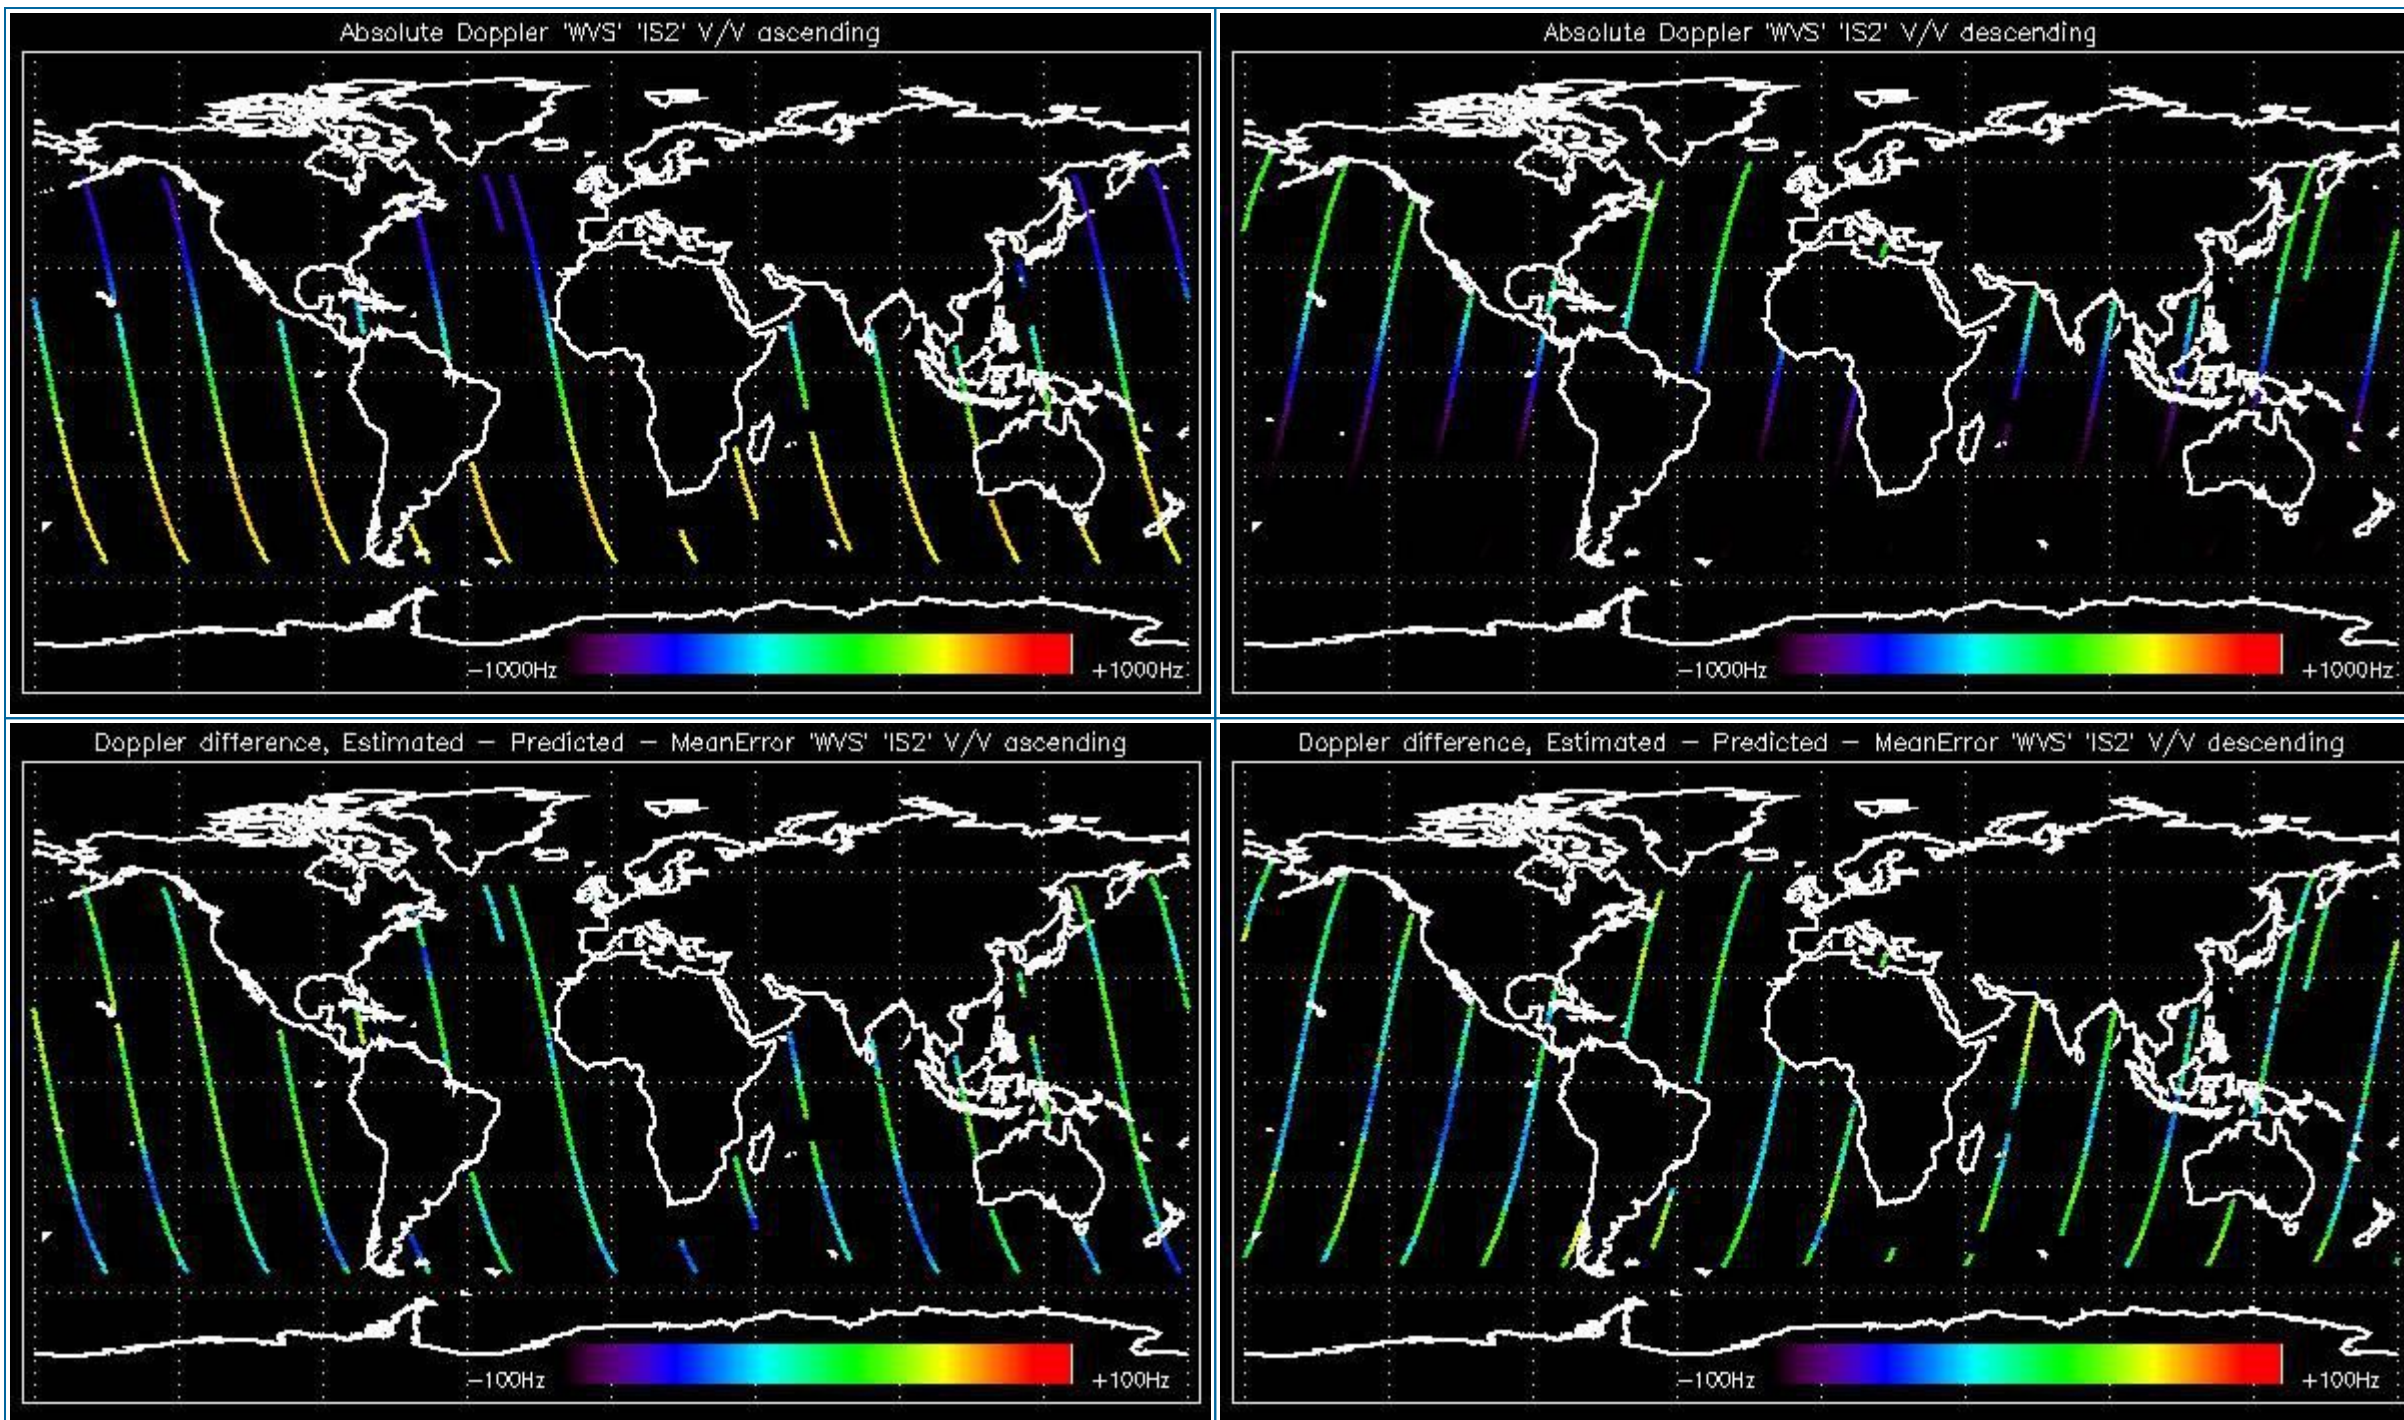 Absolute Doppler 'WVS' 'IS2' V/V ascending
-1000Hz
+1000Hz
Absolute Doppler 'WVS' 'IS2' V/V descending
-1000Hz
+1000Hz
Doppler difference, Estimated - Predicted - MeanError 'WVS' 'IS2' V/V ascending
-100Hz
+100Hz
Doppler difference, Estimated - Predicted - MeanError 'WVS' 'IS2' V/V descending
-100Hz
+100Hz